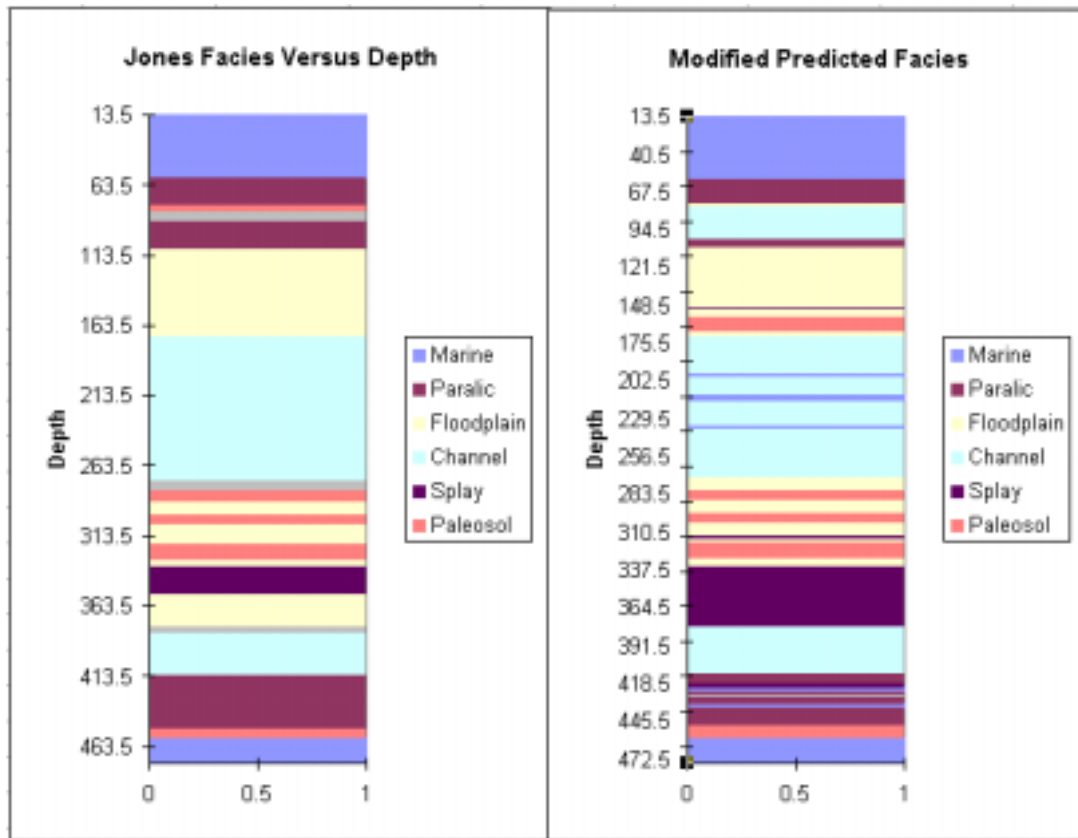 Jones Facies Versus Depth
13.5
63.5
113.5
163.5
213.5
263.5
313.5
363.5
413.5
463.5
Depth
0 0.5 1
Marine
Paralic
Floodplain
Channel
Splay
Paleosol
Modified Predicted Facies
13.5
40.5
67.5
94.5
121.5
148.5
175.5
202.5
229.5
256.5
283.5
310.5
337.5
364.5
391.5
418.5
445.5
472.5
Depth
0 0.5 1
Marine
Paralic
Floodplain
Channel
Splay
Paleosol